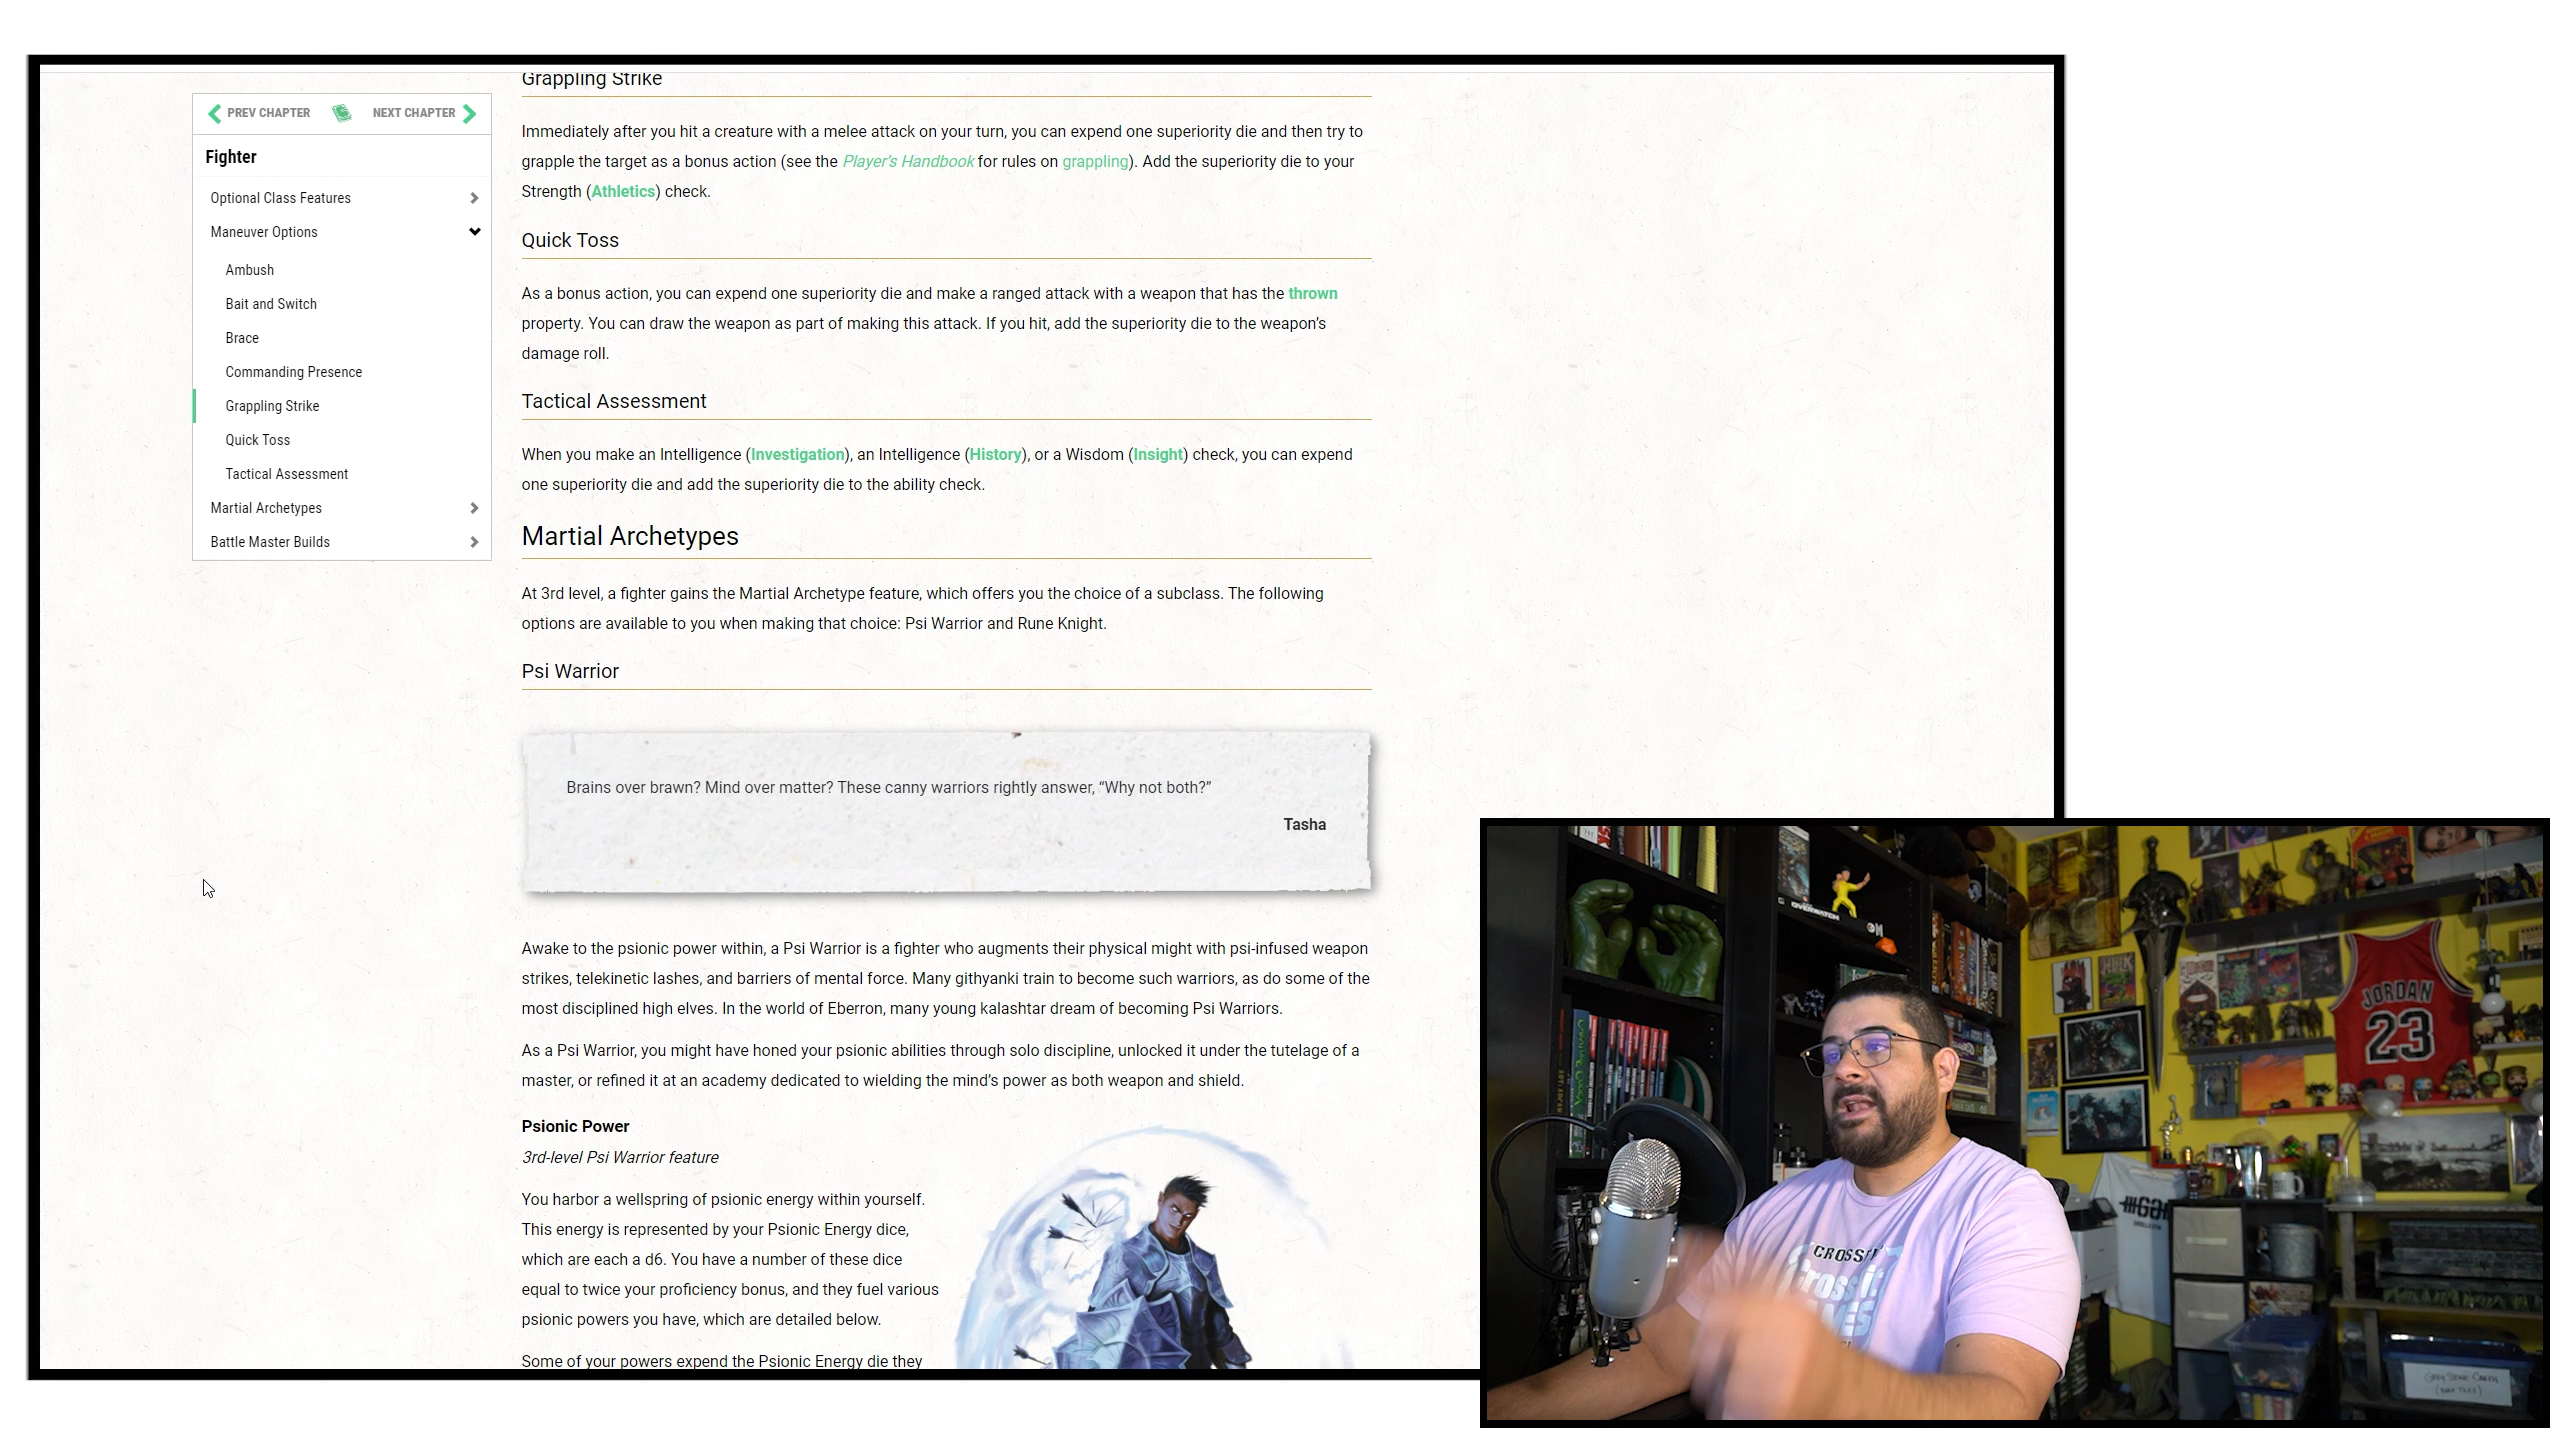 PREV CHAPTER
NEXT CHAPTER
Fighter
Optional Class Features
Maneuver Options
Ambush
Bait and Switch
Brace
Commanding Presence
Grappling Strike
Quick Toss
Tactical Assessment
Martial Archetypes
Battle Master Builds
Grappling Strike
Immediately after you hit a creature with a melee attack on your turn, you can expend one superiority die and then try to
grapple the target as a bonus action (see the Player's Handbook for rules on grappling). Add the superiority die to your
Strength (Athletics) check.
Quick Toss
As a bonus action, you can expend one superiority die and make a ranged attack with a weapon that has the thrown
property. You can draw the weapon as part of making this attack. If you hit, add the superiority die to the weapon's
damage roll.
Tactical Assessment
When you make an Intelligence (Investigation), an Intelligence (History), or a Wisdom (Insight) check, you can expend
one superiority die and add the superiority die to the ability check.
Martial Archetypes
At 3rd level, a fighter gains the Martial Archetype feature, which offers you the choice of a subclass. The following
options are available to you when making that choice: Psi Warrior and Rune Knight.
Psi Warrior
Brains over brawn? Mind over matter? These canny warriors rightly answer, “Why not both?”
Tasha
Awake to the psionic power within, a Psi Warrior is a fighter who augments their physical might with psi-infused weapon
strikes, telekinetic lashes, and barriers of mental force. Many githyanki train to become such warriors, as do some of the
most disciplined high elves. In the world of Eberron, many young kalashtar dream of becoming Psi Warriors.
As a Psi Warrior, you might have honed your psionic abilities through solo discipline, unlocked it under the tutelage of a
master, or refined it at an academy dedicated to wielding the mind's power as both weapon and shield.
Psionic Power
3rd-level Psi Warrior feature
You harbor a wellspring of psionic energy within yourself.
This energy is represented by your Psionic Energy dice,
which are each a d6. You have a number of these dice
equal to twice your proficiency bonus, and they fuel various
psionic powers you have, which are detailed below.
Some of your powers expend the Psionic Energy die they
OVERWATCH
JORDAN
23